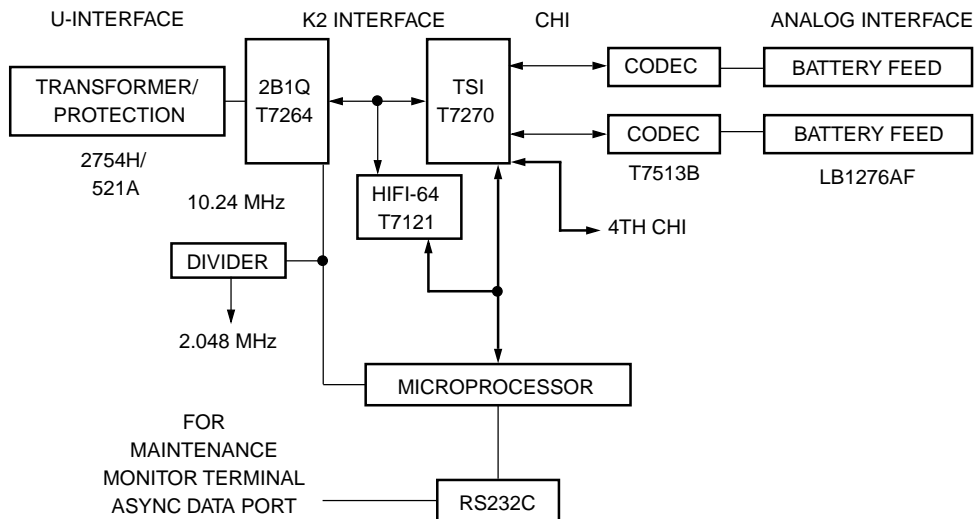 U-INTERFACE
K2 INTERFACE
CHI
ANALOG INTERFACE
TRANSFORMER/
PROTECTION
2754H/
521A
2B1Q
T7264
TSI
T7270
CODEC
BATTERY FEED
CODEC
T7513B
BATTERY FEED
LB1276AF
10.24 MHz
HIFI-64
T7121
4TH CHI
DIVIDER
2.048 MHz
MICROPROCESSOR
FOR
MAINTENANCE
MONITOR TERMINAL
ASYNC DATA PORT
RS232C